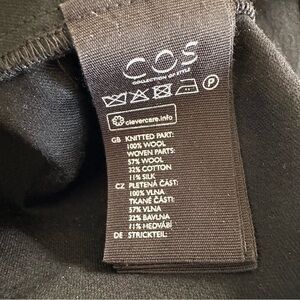 COS
COLLECTION OF STYLE
P
clevercare.info
GB KNITTED PART:
100% WOOL
WOVEN PARTS:
57% WOOL
32% COTTON
11% SILK
CZ PLETENÁ ČÁST:
100% VLNA
TKANÉ ČÁSTI:
57% VLNA
32% BAVLNA
11% HEDVÁBÍ
DE STRICKTEIL: